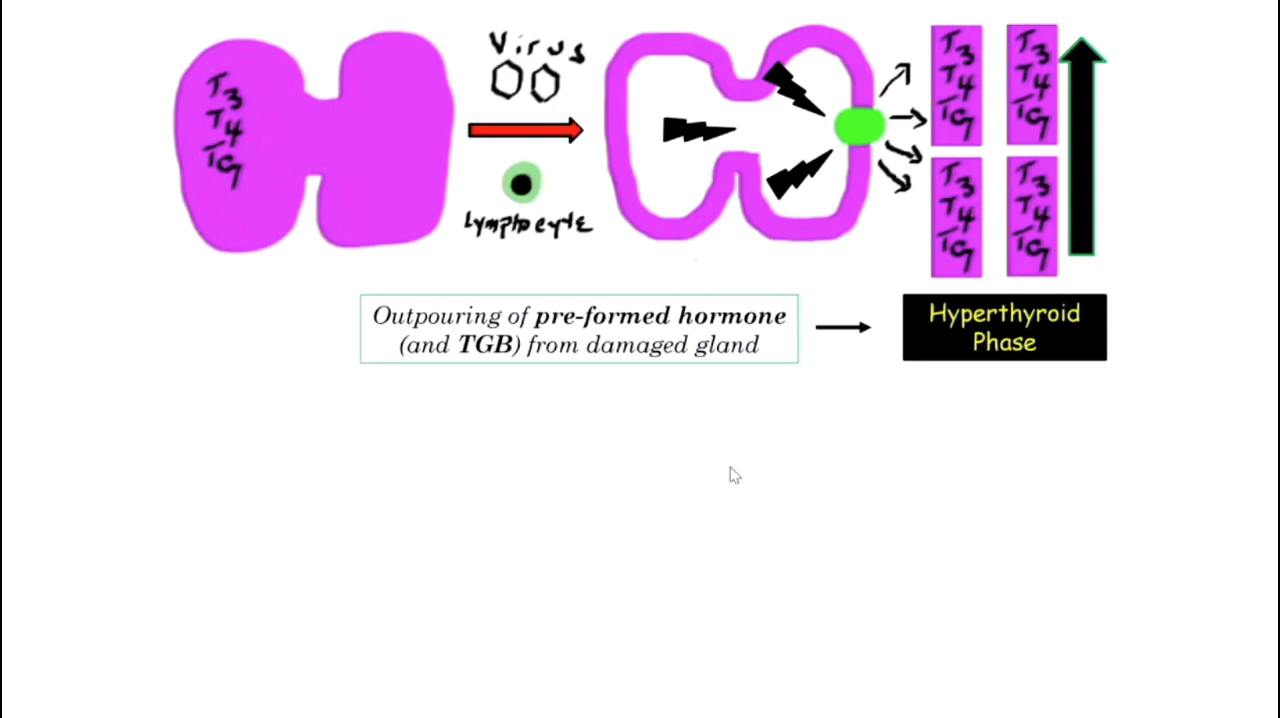 T3
T4
TG
Virus
Lymphocyte
T3
T4
TG
T3
T4
TG
T3
T4
TG
T3
T4
TG
Outpouring of pre-formed hormone
(and TGB) from damaged gland
Hyperthyroid
Phase